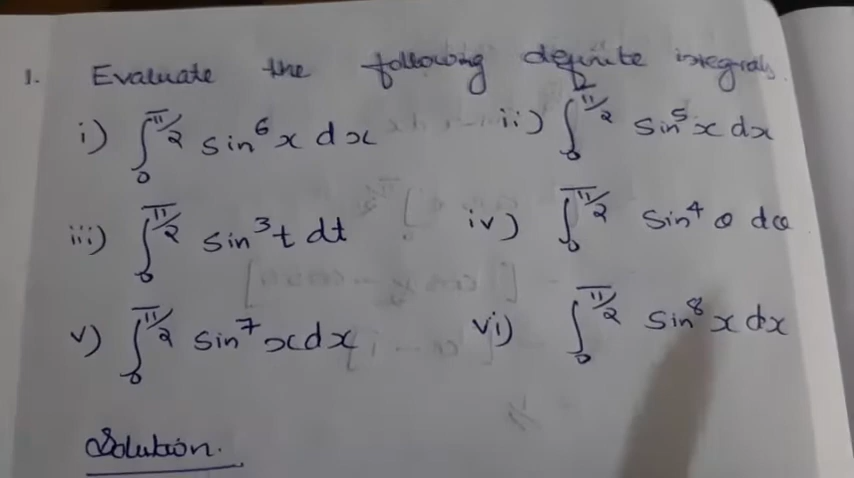 1. Evaluate the following definite integrals.
i) ∫₀^(π/2) sin⁶x dx ii) ∫₀^(π/2) sin⁵x dx
iii) ∫₀^(π/2) sin³t dt iv) ∫₀^(π/2) sin⁴θ dθ
v) ∫₀^(π/2) sin⁷x dx vi) ∫₀^(π/2) sin⁸x dx
Solution.